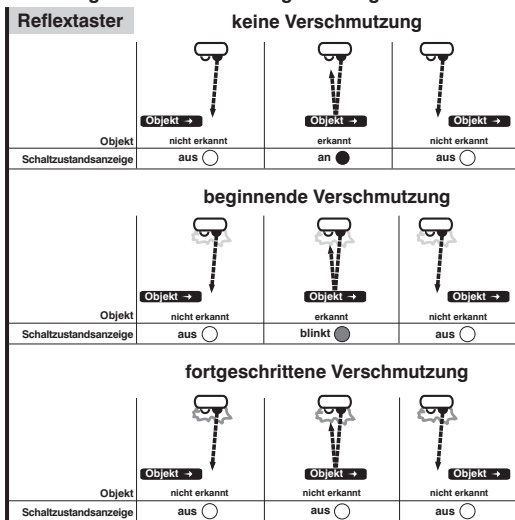 Reflextaster keine Verschmutzung
Objekt → Objekt → Objekt →
Objekt nicht erkannt erkannt nicht erkannt
Schaltzustandsanzeige aus an aus
beginnende Verschmutzung
Objekt → Objekt → Objekt →
Objekt nicht erkannt erkannt nicht erkannt
Schaltzustandsanzeige aus blinkt aus
fortgeschrittene Verschmutzung
Objekt → Objekt → Objekt →
Objekt nicht erkannt nicht erkannt nicht erkannt
Schaltzustandsanzeige aus aus aus